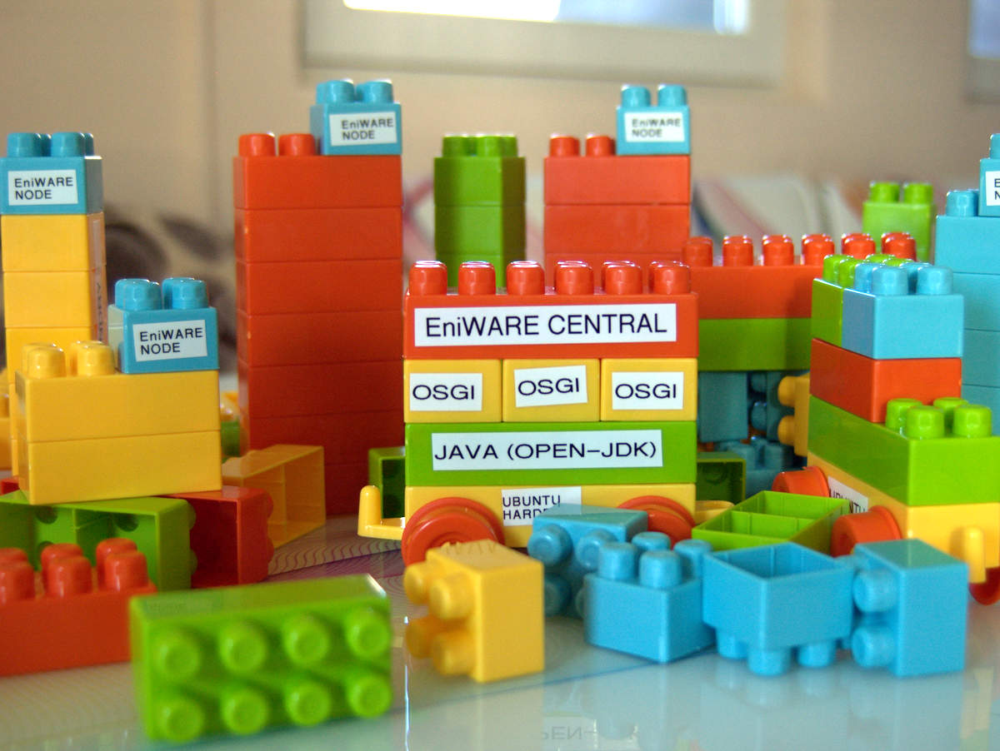 EniWARE
NODE
EniWARE
NODE
EniWARE
NODE
EniWARE
NODE
EniWARE CENTRAL
OSGI
OSGI
OSGI
JAVA (OPEN-JDK)
UBUNTU